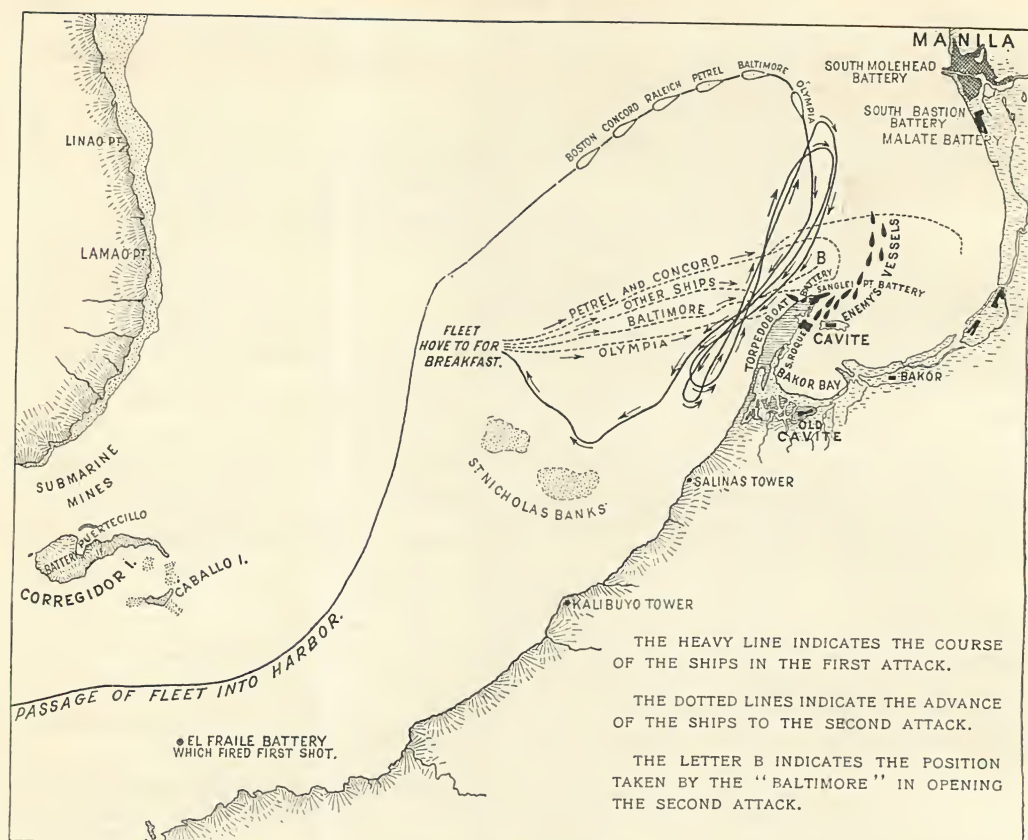 MANILA
SOUTH MOLEHEAD
BATTERY
SOUTH BASTION
BATTERY
MALATE BATTERY
BOSTON CONCORD RALEIGH PETREL BALTIMORE OLYMPIA
LINAO PT
LAMAO PT.
PETREL AND CONCORD
OTHER SHIPS
BALTIMORE
OLYMPIA
B
TORPEDOBOAT BATTERY
SANGLEI PT. BATTERY
ENEMY'S VESSELS
S. ROQUE
CAVITE
FLEET
HOVE TO FOR
BREAKFAST.
BAKOR BAY
BAKOR
OLD
CAVITE
SUBMARINE
MINES
ST NICHOLAS BANKS
SALINAS TOWER
PUERTECILLO
BATTERY
CORREGIDOR I.
CABALLO I.
KALIBUYO TOWER
PASSAGE OF FLEET INTO HARBOR.
EL FRAILE BATTERY
WHICH FIRED FIRST SHOT.
THE HEAVY LINE INDICATES THE COURSE
OF THE SHIPS IN THE FIRST ATTACK.
THE DOTTED LINES INDICATE THE ADVANCE
OF THE SHIPS TO THE SECOND ATTACK.
THE LETTER B INDICATES THE POSITION
TAKEN BY THE "BALTIMORE" IN OPENING
THE SECOND ATTACK.